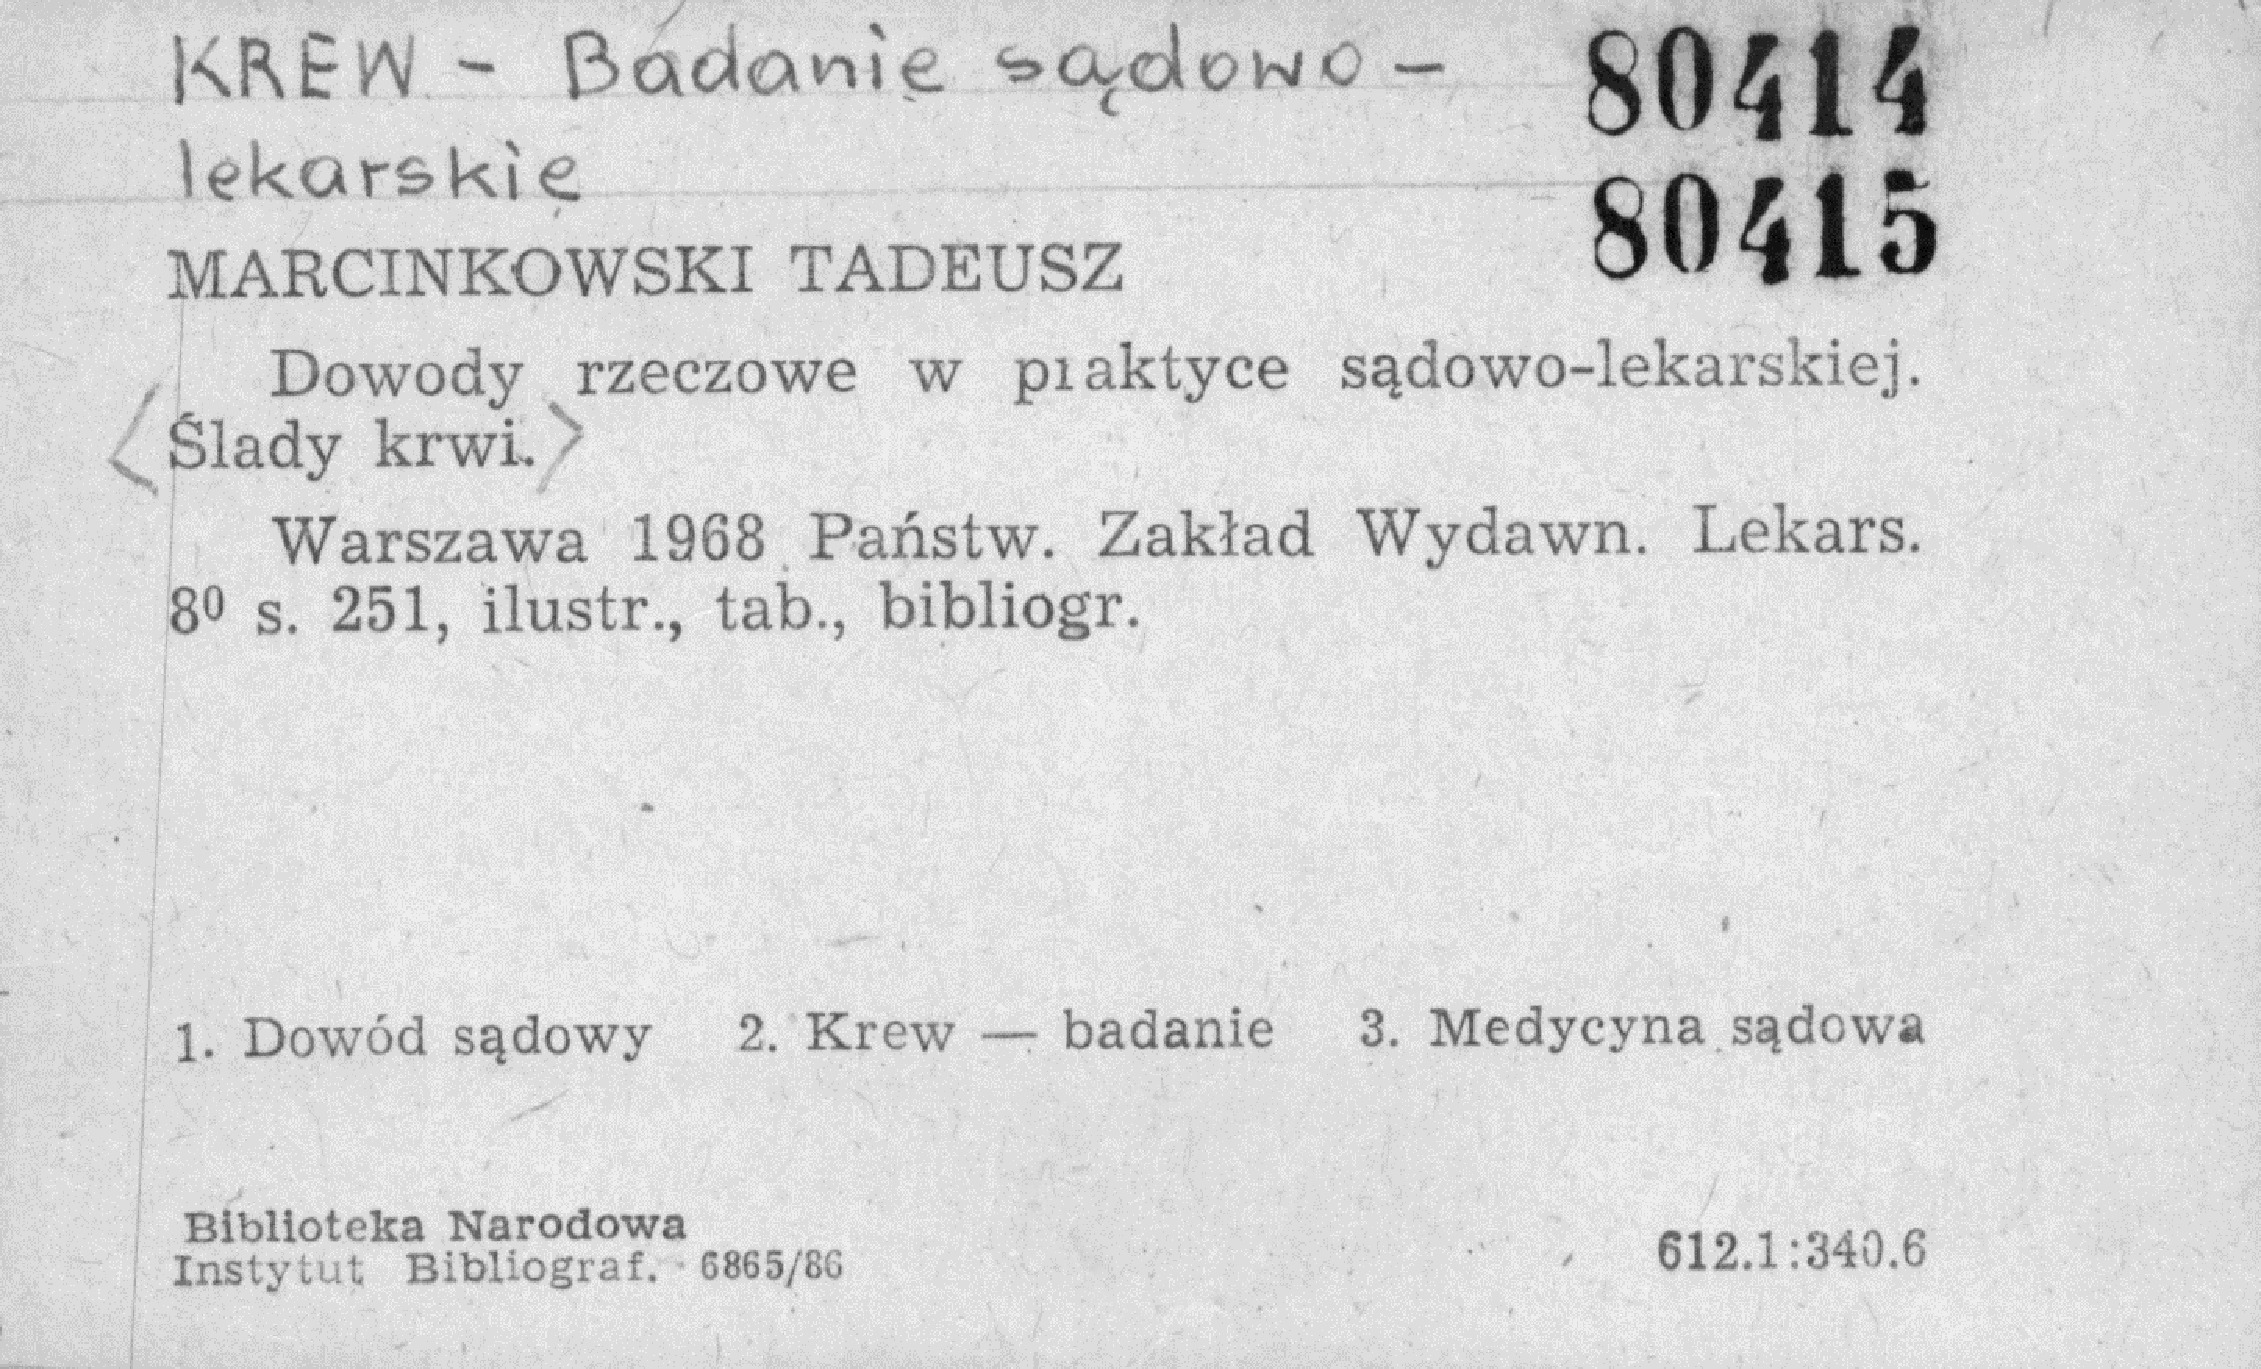 KREW - Badanie sądowo -
lekarskie
80414
80415
MARCINKOWSKI TADEUSZ
Dowody rzeczowe w praktyce sądowo-lekarskiej.
<Ślady krwi.>
Warszawa 1968 Państw. Zakład Wydawn. Lekars.
8⁰ s. 251, ilustr., tab., bibliogr.
1. Dowód sądowy 2. Krew — badanie 3. Medycyna sądowa
Biblioteka Narodowa
Instytut Bibliograf. 6865/86
612.1:340.6